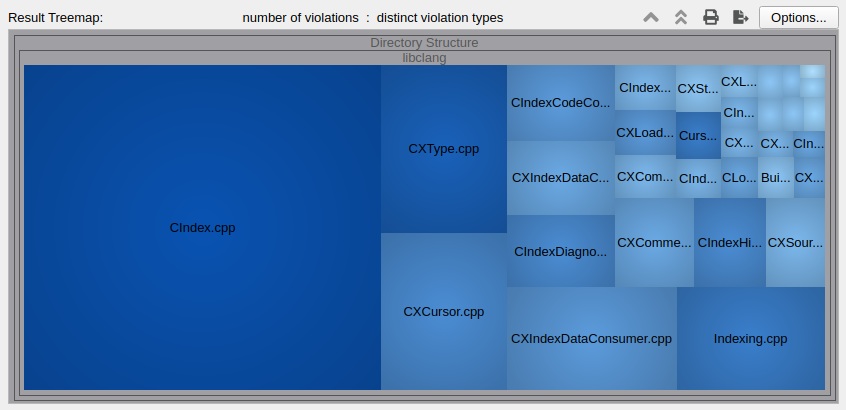 Result Treemap:
number of violations : distinct violation types
Options...
Directory Structure
libclang
CIndex.cpp
CXType.cpp
CXCursor.cpp
CIndexCodeCo...
CXIndexDataC...
CIndexDiagno...
CXIndexDataConsumer.cpp
Indexing.cpp
CIndex...
CXLoad...
CXCom...
CXSt...
Curs...
CInd...
CXL...
CIn...
CX...
CX...
CIn...
CLo...
Bui...
CX...
CXComme...
CIndexHi...
CXSour...